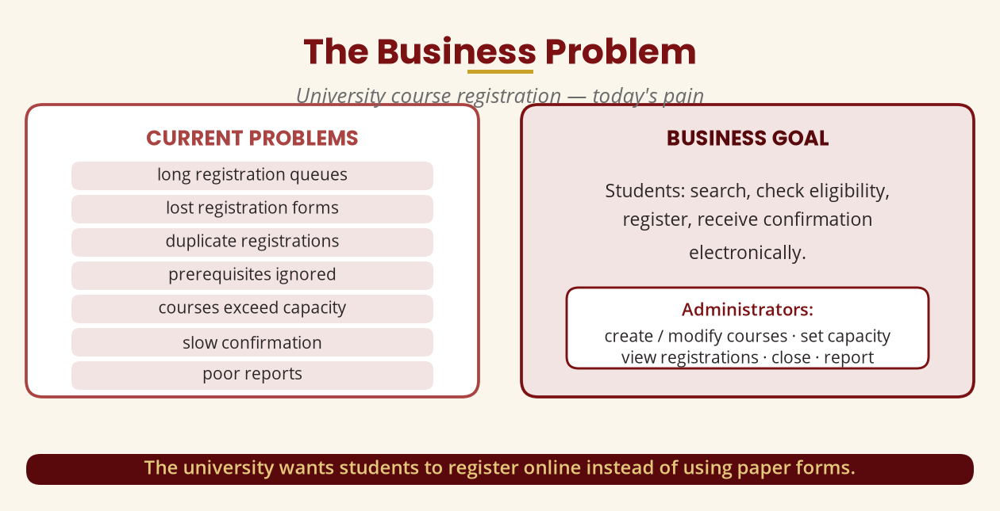 The Business Problem
University course registration — today's pain
CURRENT PROBLEMS
long registration queues
lost registration forms
duplicate registrations
prerequisites ignored
courses exceed capacity
slow confirmation
poor reports
BUSINESS GOAL
Students: search, check eligibility,
register, receive confirmation
electronically.
Administrators:
create / modify courses · set capacity
view registrations · close · report
The university wants students to register online instead of using paper forms.